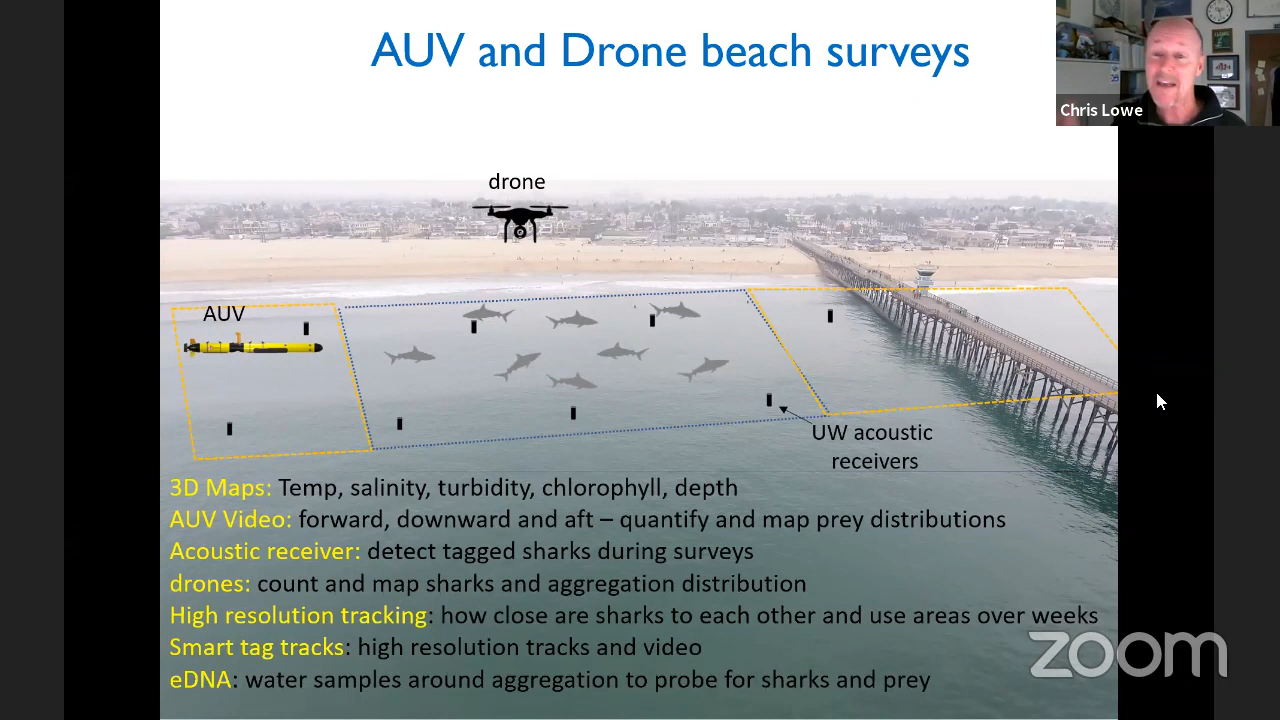 AUV and Drone beach surveys
Chris Lowe
drone
AUV
UW acoustic
receivers
3D Maps: Temp, salinity, turbidity, chlorophyll, depth
AUV Video: forward, downward and aft – quantify and map prey distributions
Acoustic receiver: detect tagged sharks during surveys
drones: count and map sharks and aggregation distribution
High resolution tracking: how close are sharks to each other and use areas over weeks
Smart tag tracks: high resolution tracks and video
eDNA: water samples around aggregation to probe for sharks and prey
zoom